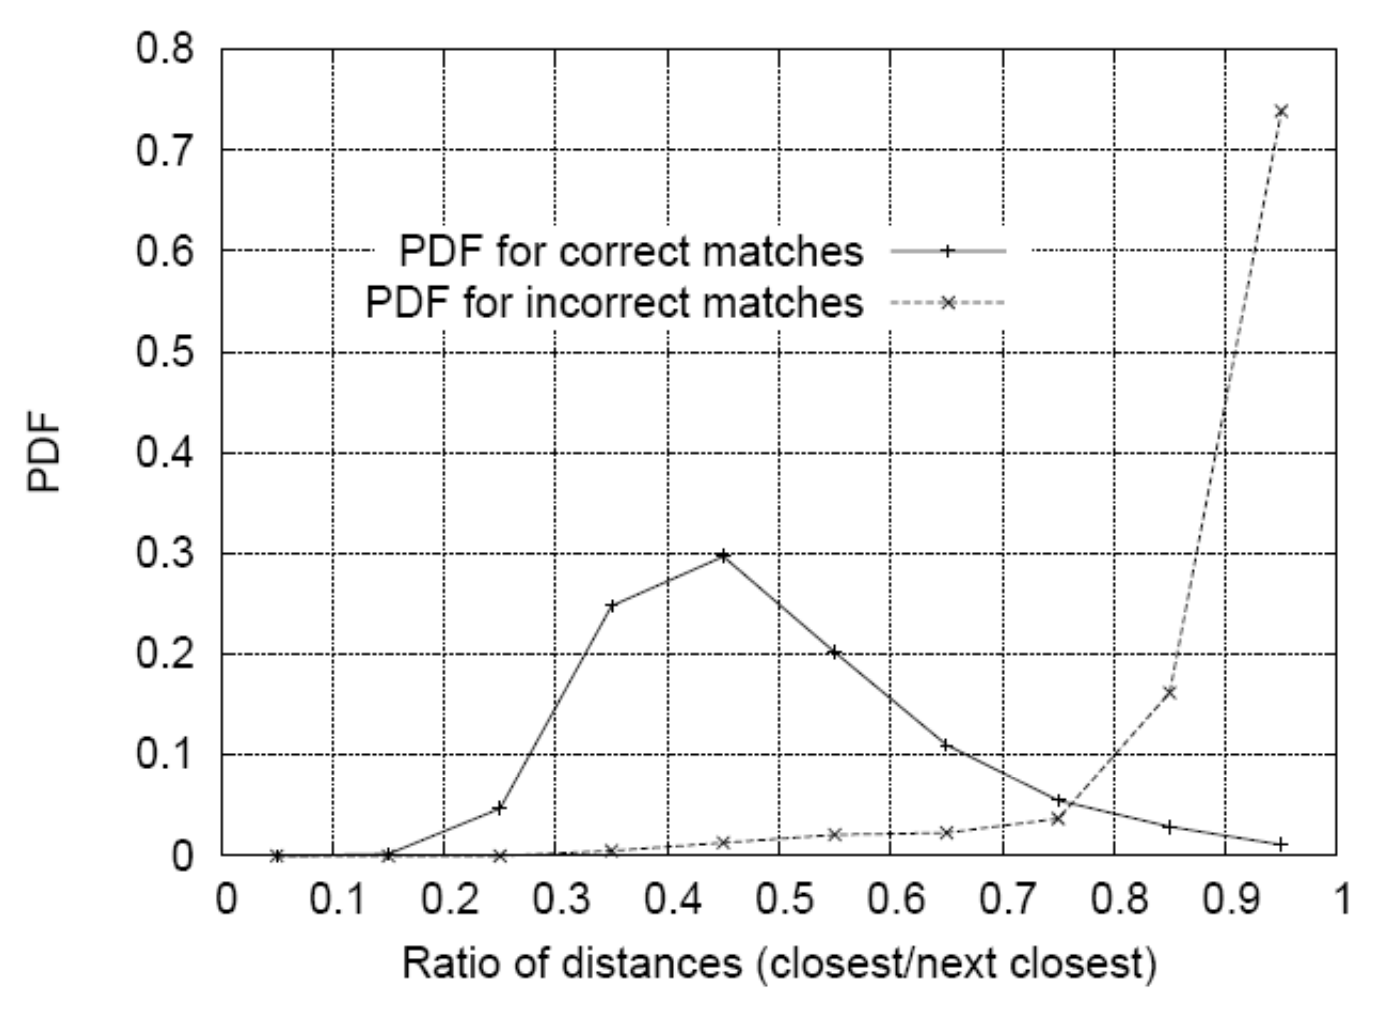 0.8
0.7
0.6
0.5
0.4
0.3
0.2
0.1
0
PDF
PDF for correct matches
PDF for incorrect matches
0 0.1 0.2 0.3 0.4 0.5 0.6 0.7 0.8 0.9 1
Ratio of distances (closest/next closest)